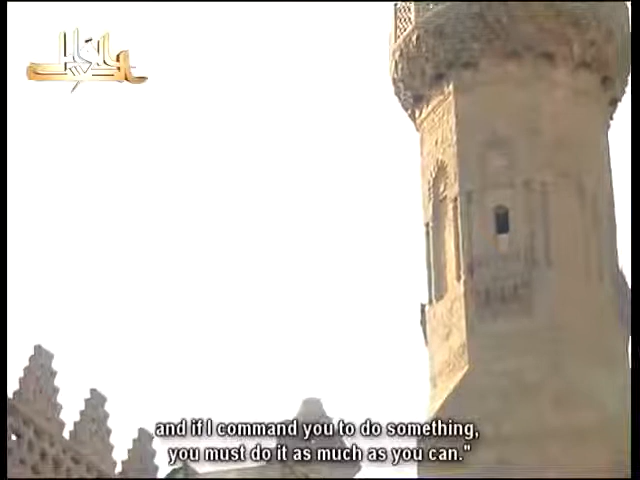 and if I command you to do something,
you must do it as much as you can."